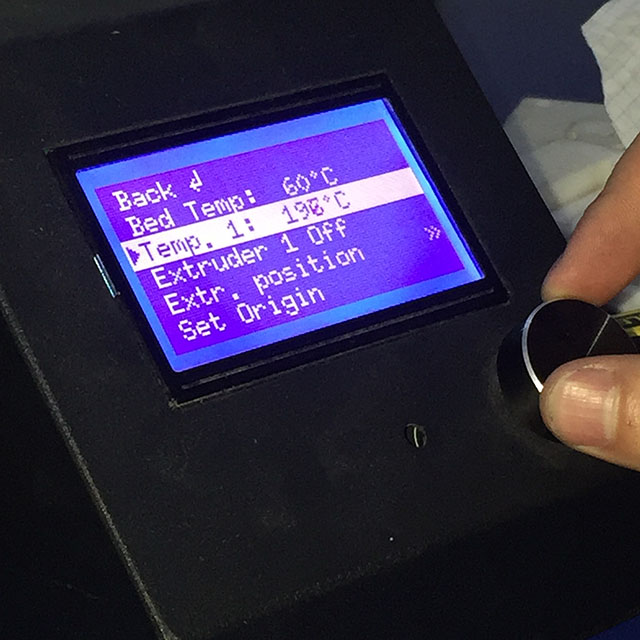 Back ↲
Bed Temp: 60°C
▶Temp. 1: 190°C
Extruder 1 Off
Extr. position »
Set Origin